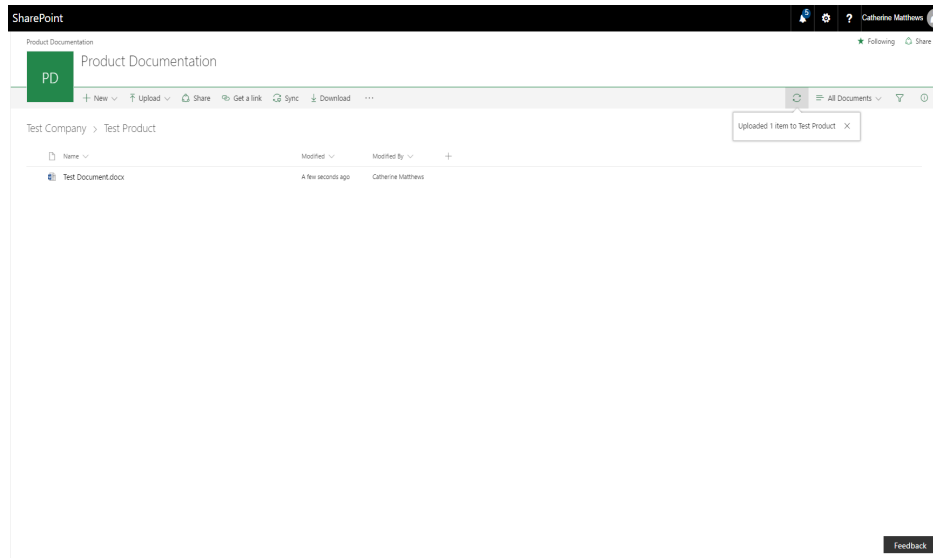 SharePoint 5 ? Catherine Matthews
Product Documentation Following Share
PD Product Documentation
New Upload Share Get a link Sync Download ... All Documents
Test Company > Test Product Uploaded 1 item to Test Product
Name Modified Modified By
Test Document.docx A few seconds ago Catherine Matthews
Feedback